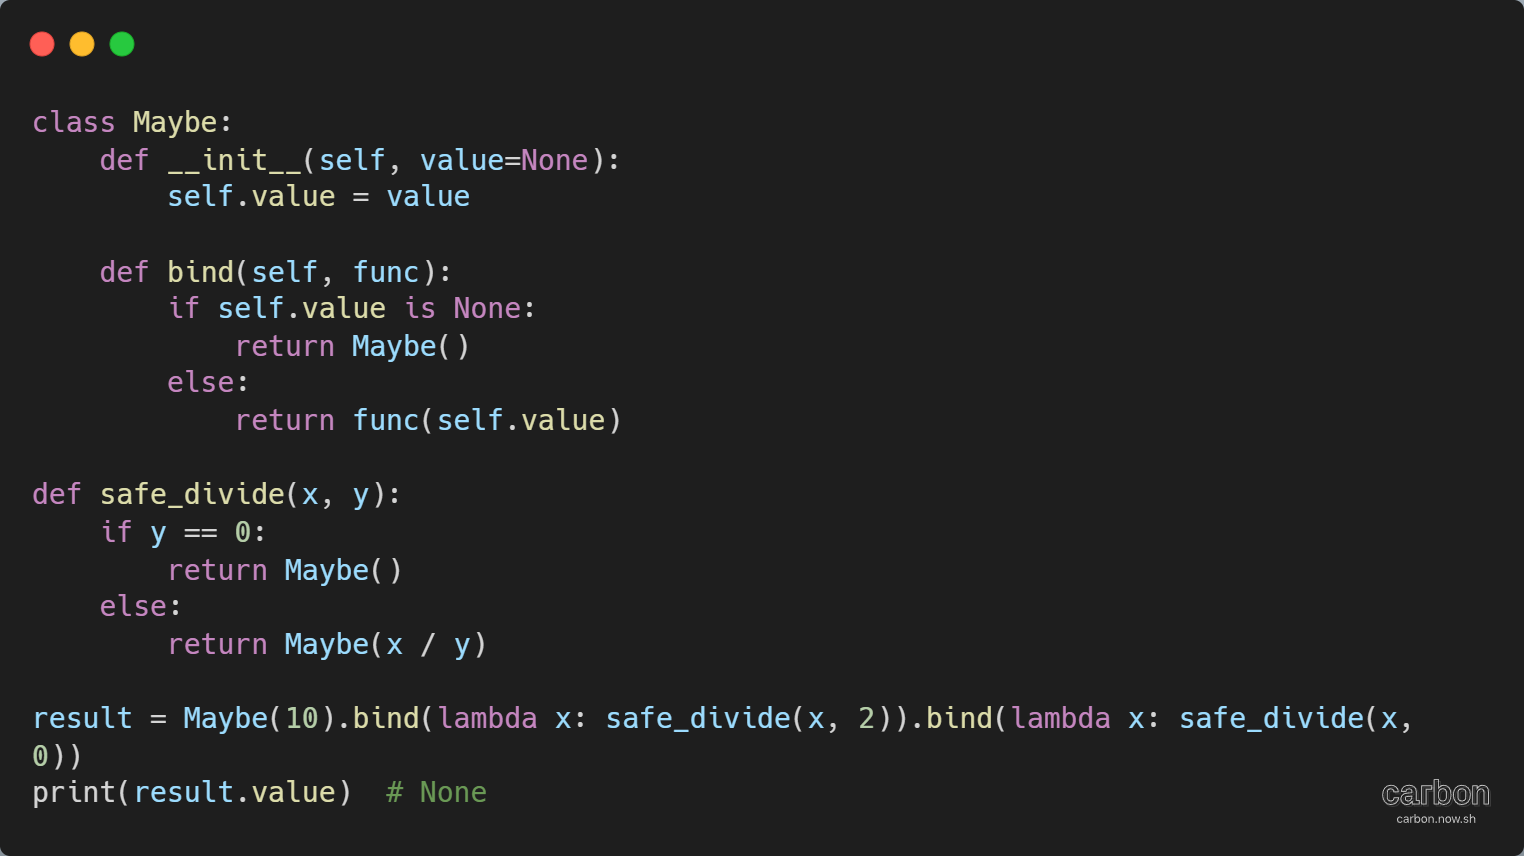 class Maybe:
    def __init__(self, value=None):
        self.value = value

    def bind(self, func):
        if self.value is None:
            return Maybe()
        else:
            return func(self.value)

def safe_divide(x, y):
    if y == 0:
        return Maybe()
    else:
        return Maybe(x / y)

result = Maybe(10).bind(lambda x: safe_divide(x, 2)).bind(lambda x: safe_divide(x,
0))
print(result.value)  # None
carbon
carbon.now.sh